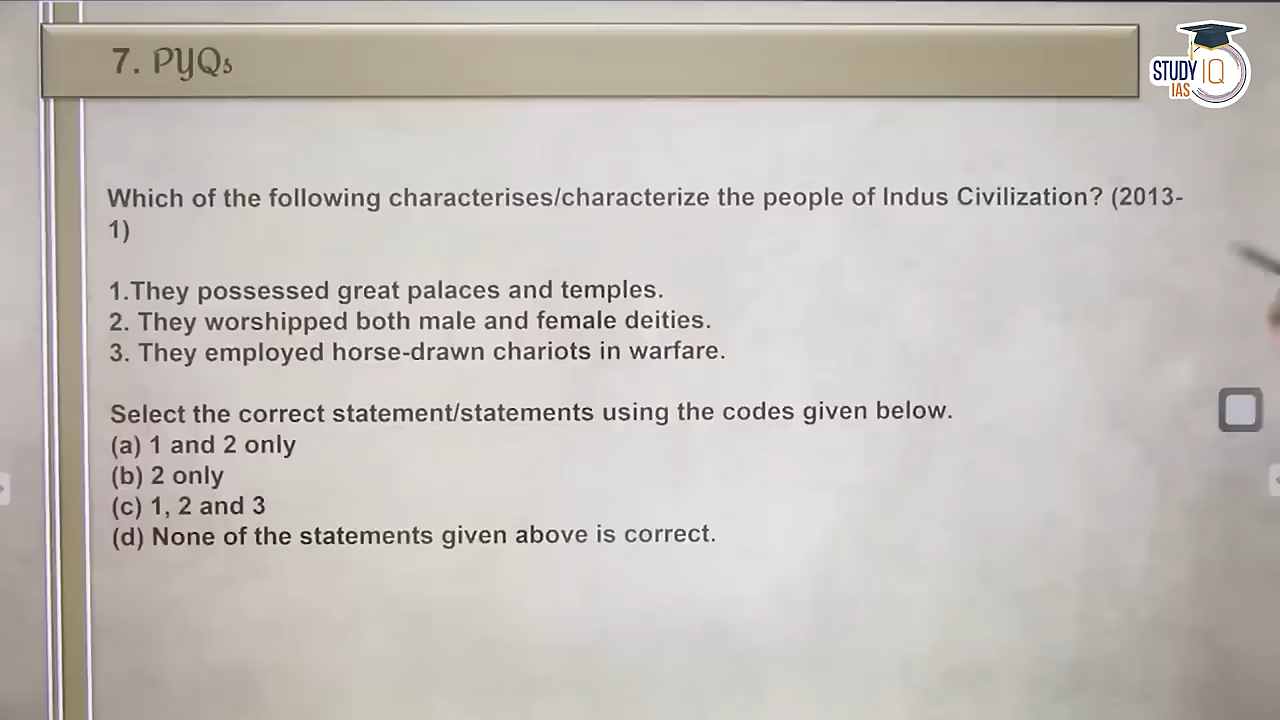 7. PYQs
STUDY IQ
IAS
Which of the following characterises/characterize the people of Indus Civilization? (2013-
1)
1.They possessed great palaces and temples.
2. They worshipped both male and female deities.
3. They employed horse-drawn chariots in warfare.
Select the correct statement/statements using the codes given below.
(a) 1 and 2 only
(b) 2 only
(c) 1, 2 and 3
(d) None of the statements given above is correct.